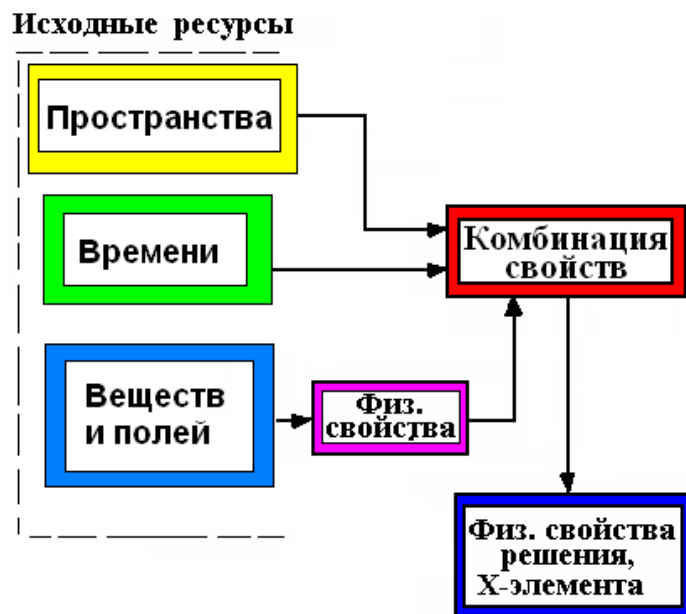 Исходные ресурсы
Пространства
Времени
Веществ
и полей
Физ.
свойства
Комбинация
свойств
Физ. свойства
решения,
Х-элемента